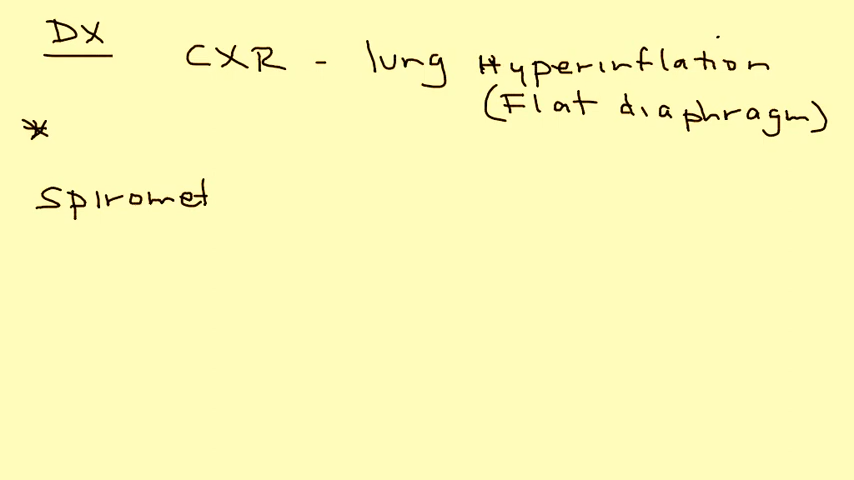 DX
CXR - lung Hyperinflation
(Flat diaphragm)
*
Spiromet